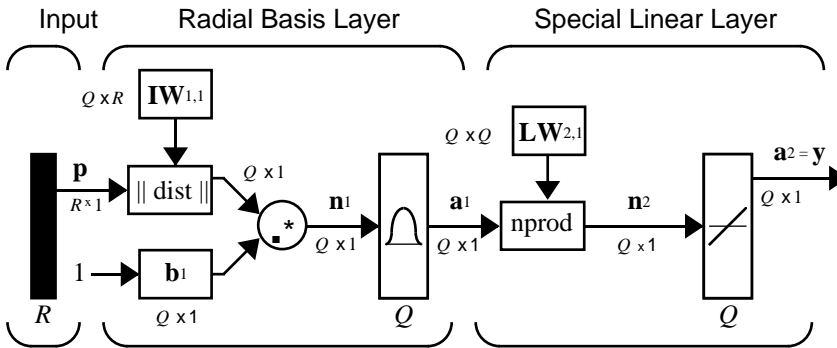 Input Radial Basis Layer Special Linear Layer
Q x R IW1,1
Q x Q LW2,1
p a2 = y
R x 1 || dist || Q x 1 n1 a1 nprod n2 Q x 1
.*
Q x 1 Q x 1 Q x 1
1 b1
R Q x 1 Q Q